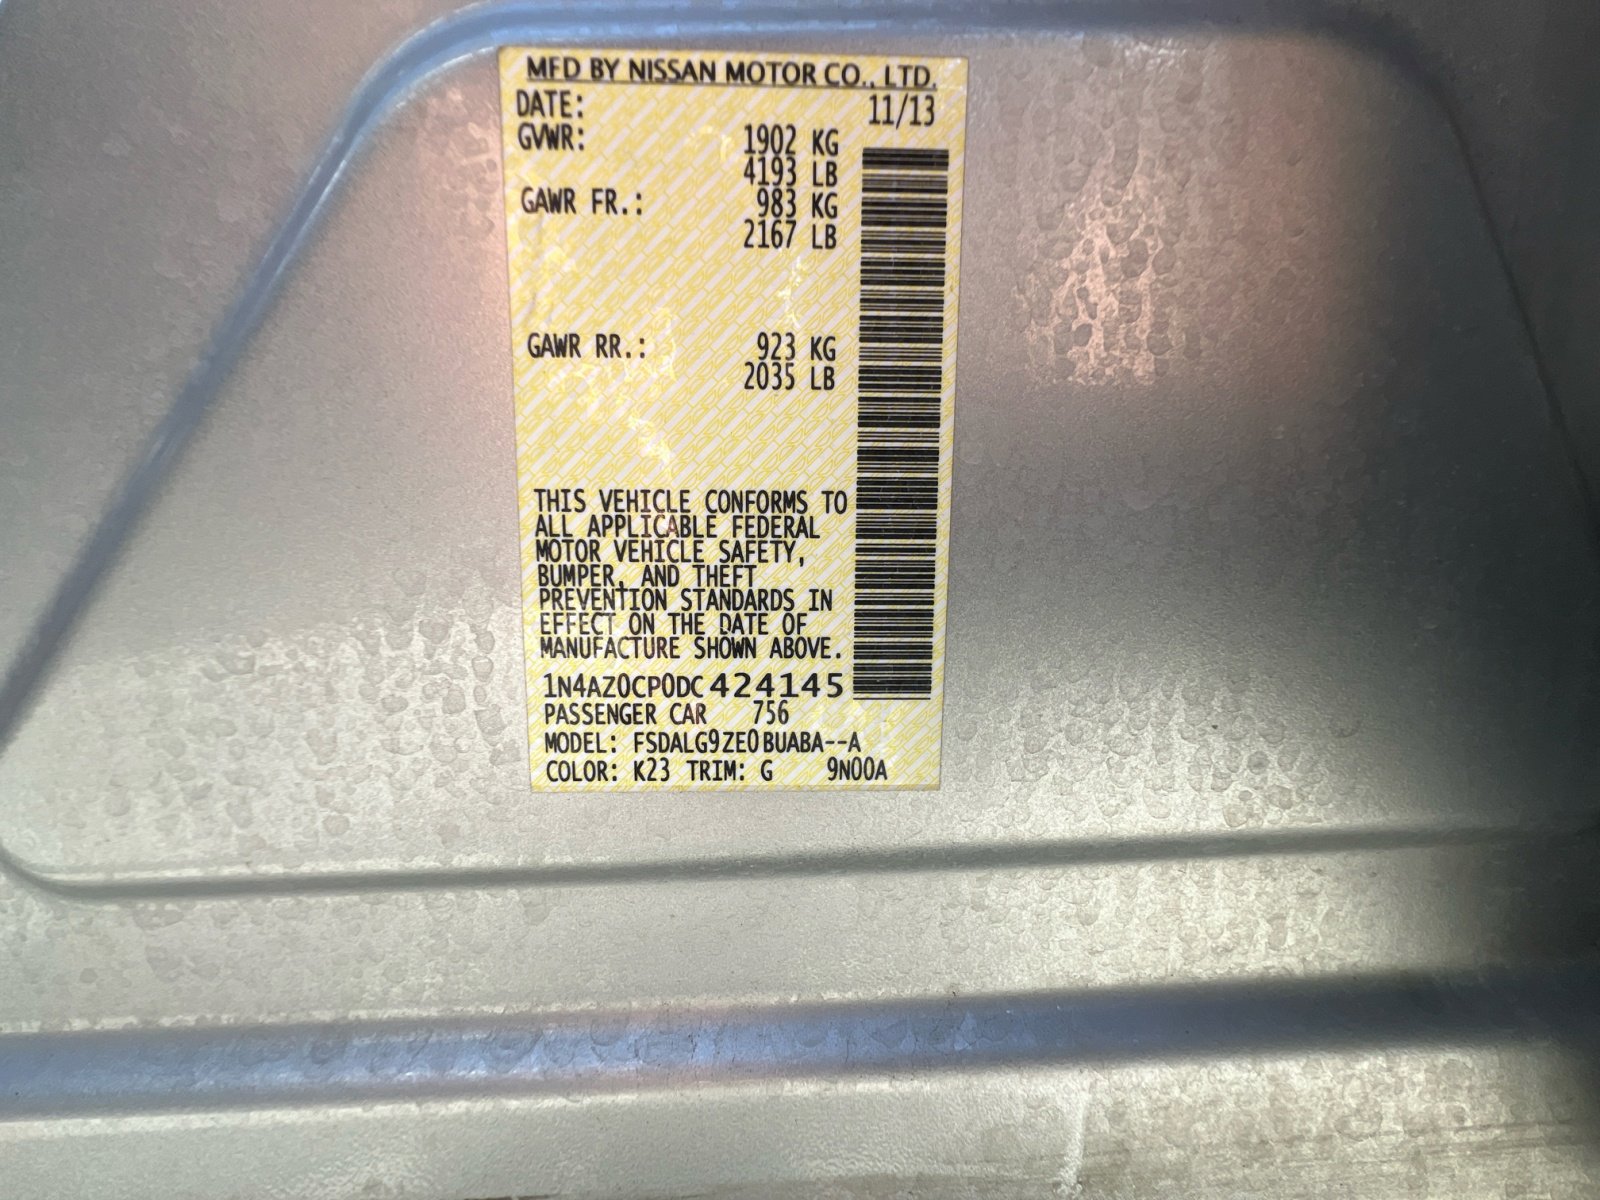 MFD BY NISSAN MOTOR CO., LTD.
DATE: 11/13
GVWR: 1902 KG
4193 LB
GAWR FR.: 983 KG
2167 LB
GAWR RR.: 923 KG
2035 LB
THIS VEHICLE CONFORMS TO
ALL APPLICABLE FEDERAL
MOTOR VEHICLE SAFETY,
BUMPER, AND THEFT
PREVENTION STANDARDS IN
EFFECT ON THE DATE OF
MANUFACTURE SHOWN ABOVE.
1N4AZ0CP0DC424145
PASSENGER CAR 756
MODEL: FSDALG9ZE0BUABA--A
COLOR: K23 TRIM: G 9N00A